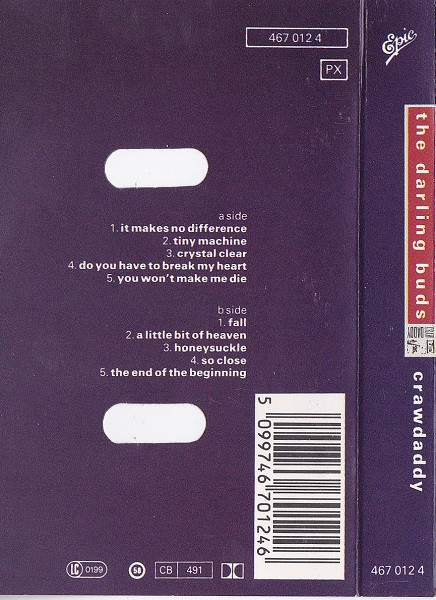 467 012 4
PX
a side
1. it makes no difference
2. tiny machine
3. crystal clear
4. do you have to break my heart
5. you won't make me die
b side
1. fall
2. a little bit of heaven
3. honeysuckle
4. so close
5. the end of the beginning
5 099746 701246
LC 0199
58
CB 491
Epic
the darling buds
crawdaddy
467 012 4